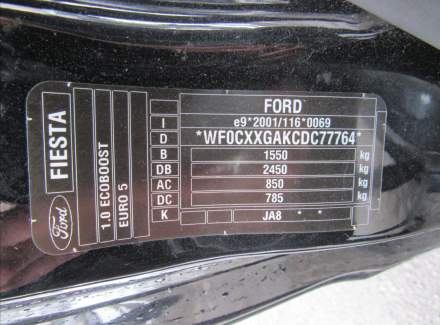 FORD
I e9*2001/116*0069
D *WF0CXXGAKCDC77764*
B 1550 kg
DB 2450 kg
AC 850 kg
DC 785 kg
K JA8 * *
FIESTA
1.0 ECOBOOST
EURO 5
Ford